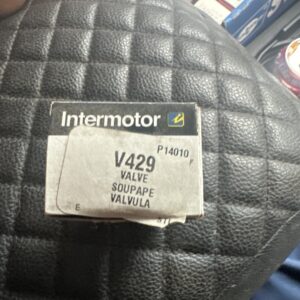 Intermotor
P14010
V429
VALVE
SOUPAPE
VALVULA
E